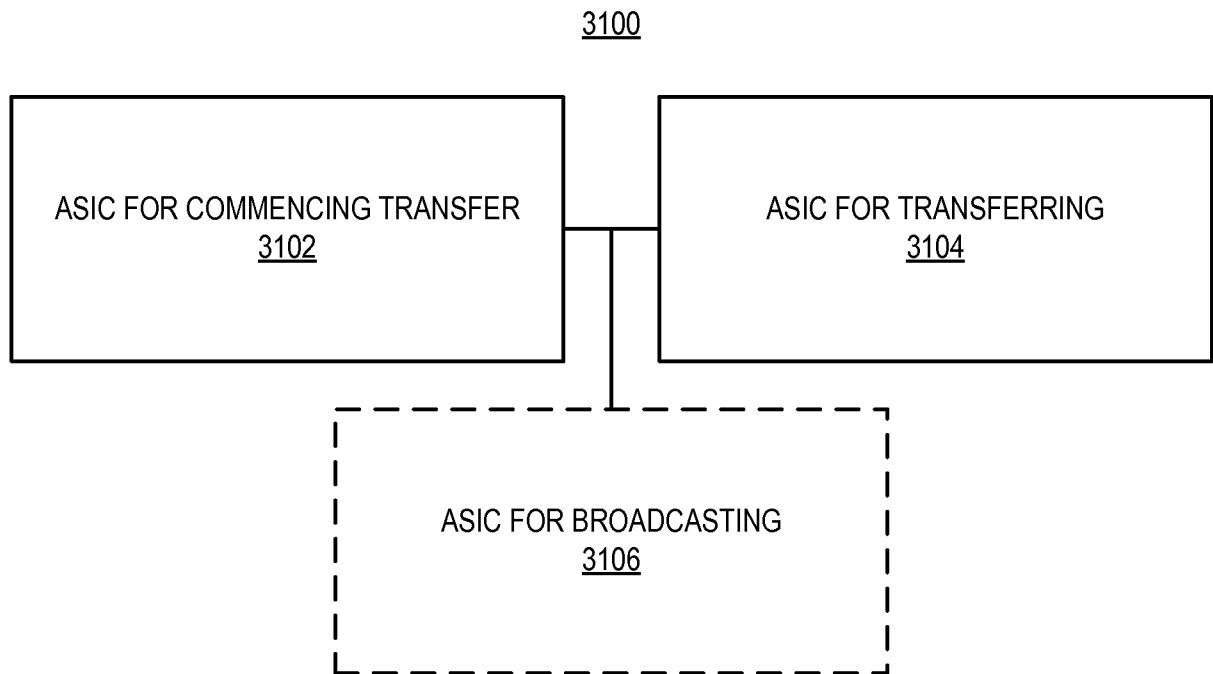 3100
ASIC FOR COMMENCING TRANSFER
3102
ASIC FOR TRANSFERRING
3104
ASIC FOR BROADCASTING
3106